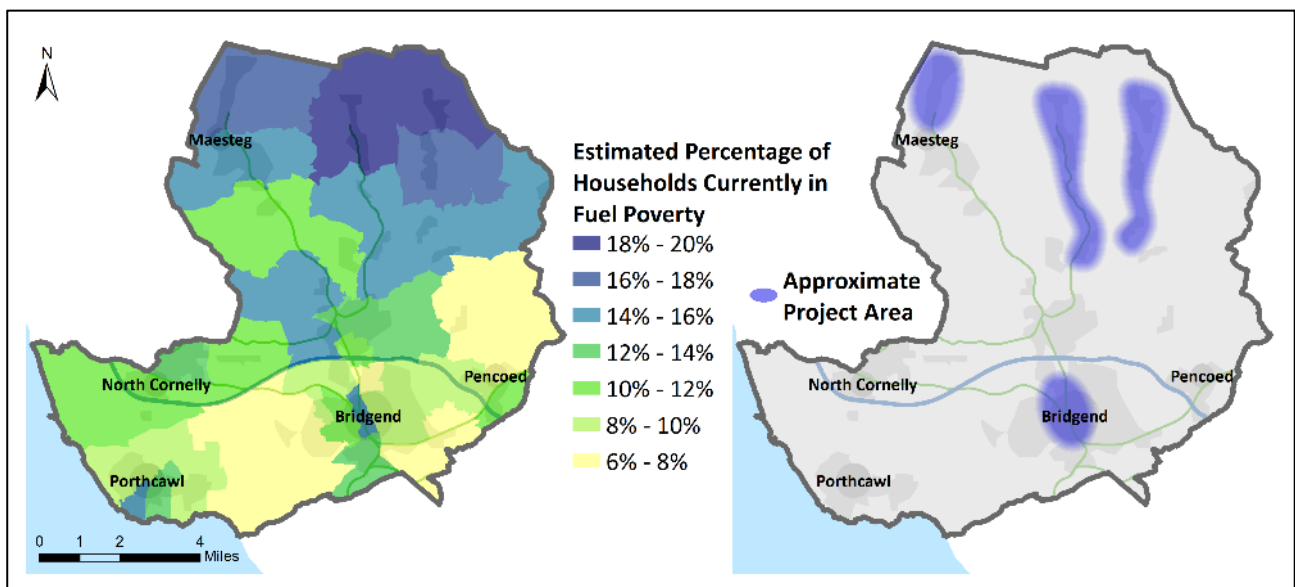 N
Maesteg
North Cornelly
Pencoed
Bridgend
Porthcawl
0 1 2 4
Miles
Estimated Percentage of
Households Currently in
Fuel Poverty
18% - 20%
16% - 18%
14% - 16%
12% - 14%
10% - 12%
8% - 10%
6% - 8%
Approximate
Project Area
Maesteg
North Cornelly
Pencoed
Bridgend
Porthcawl